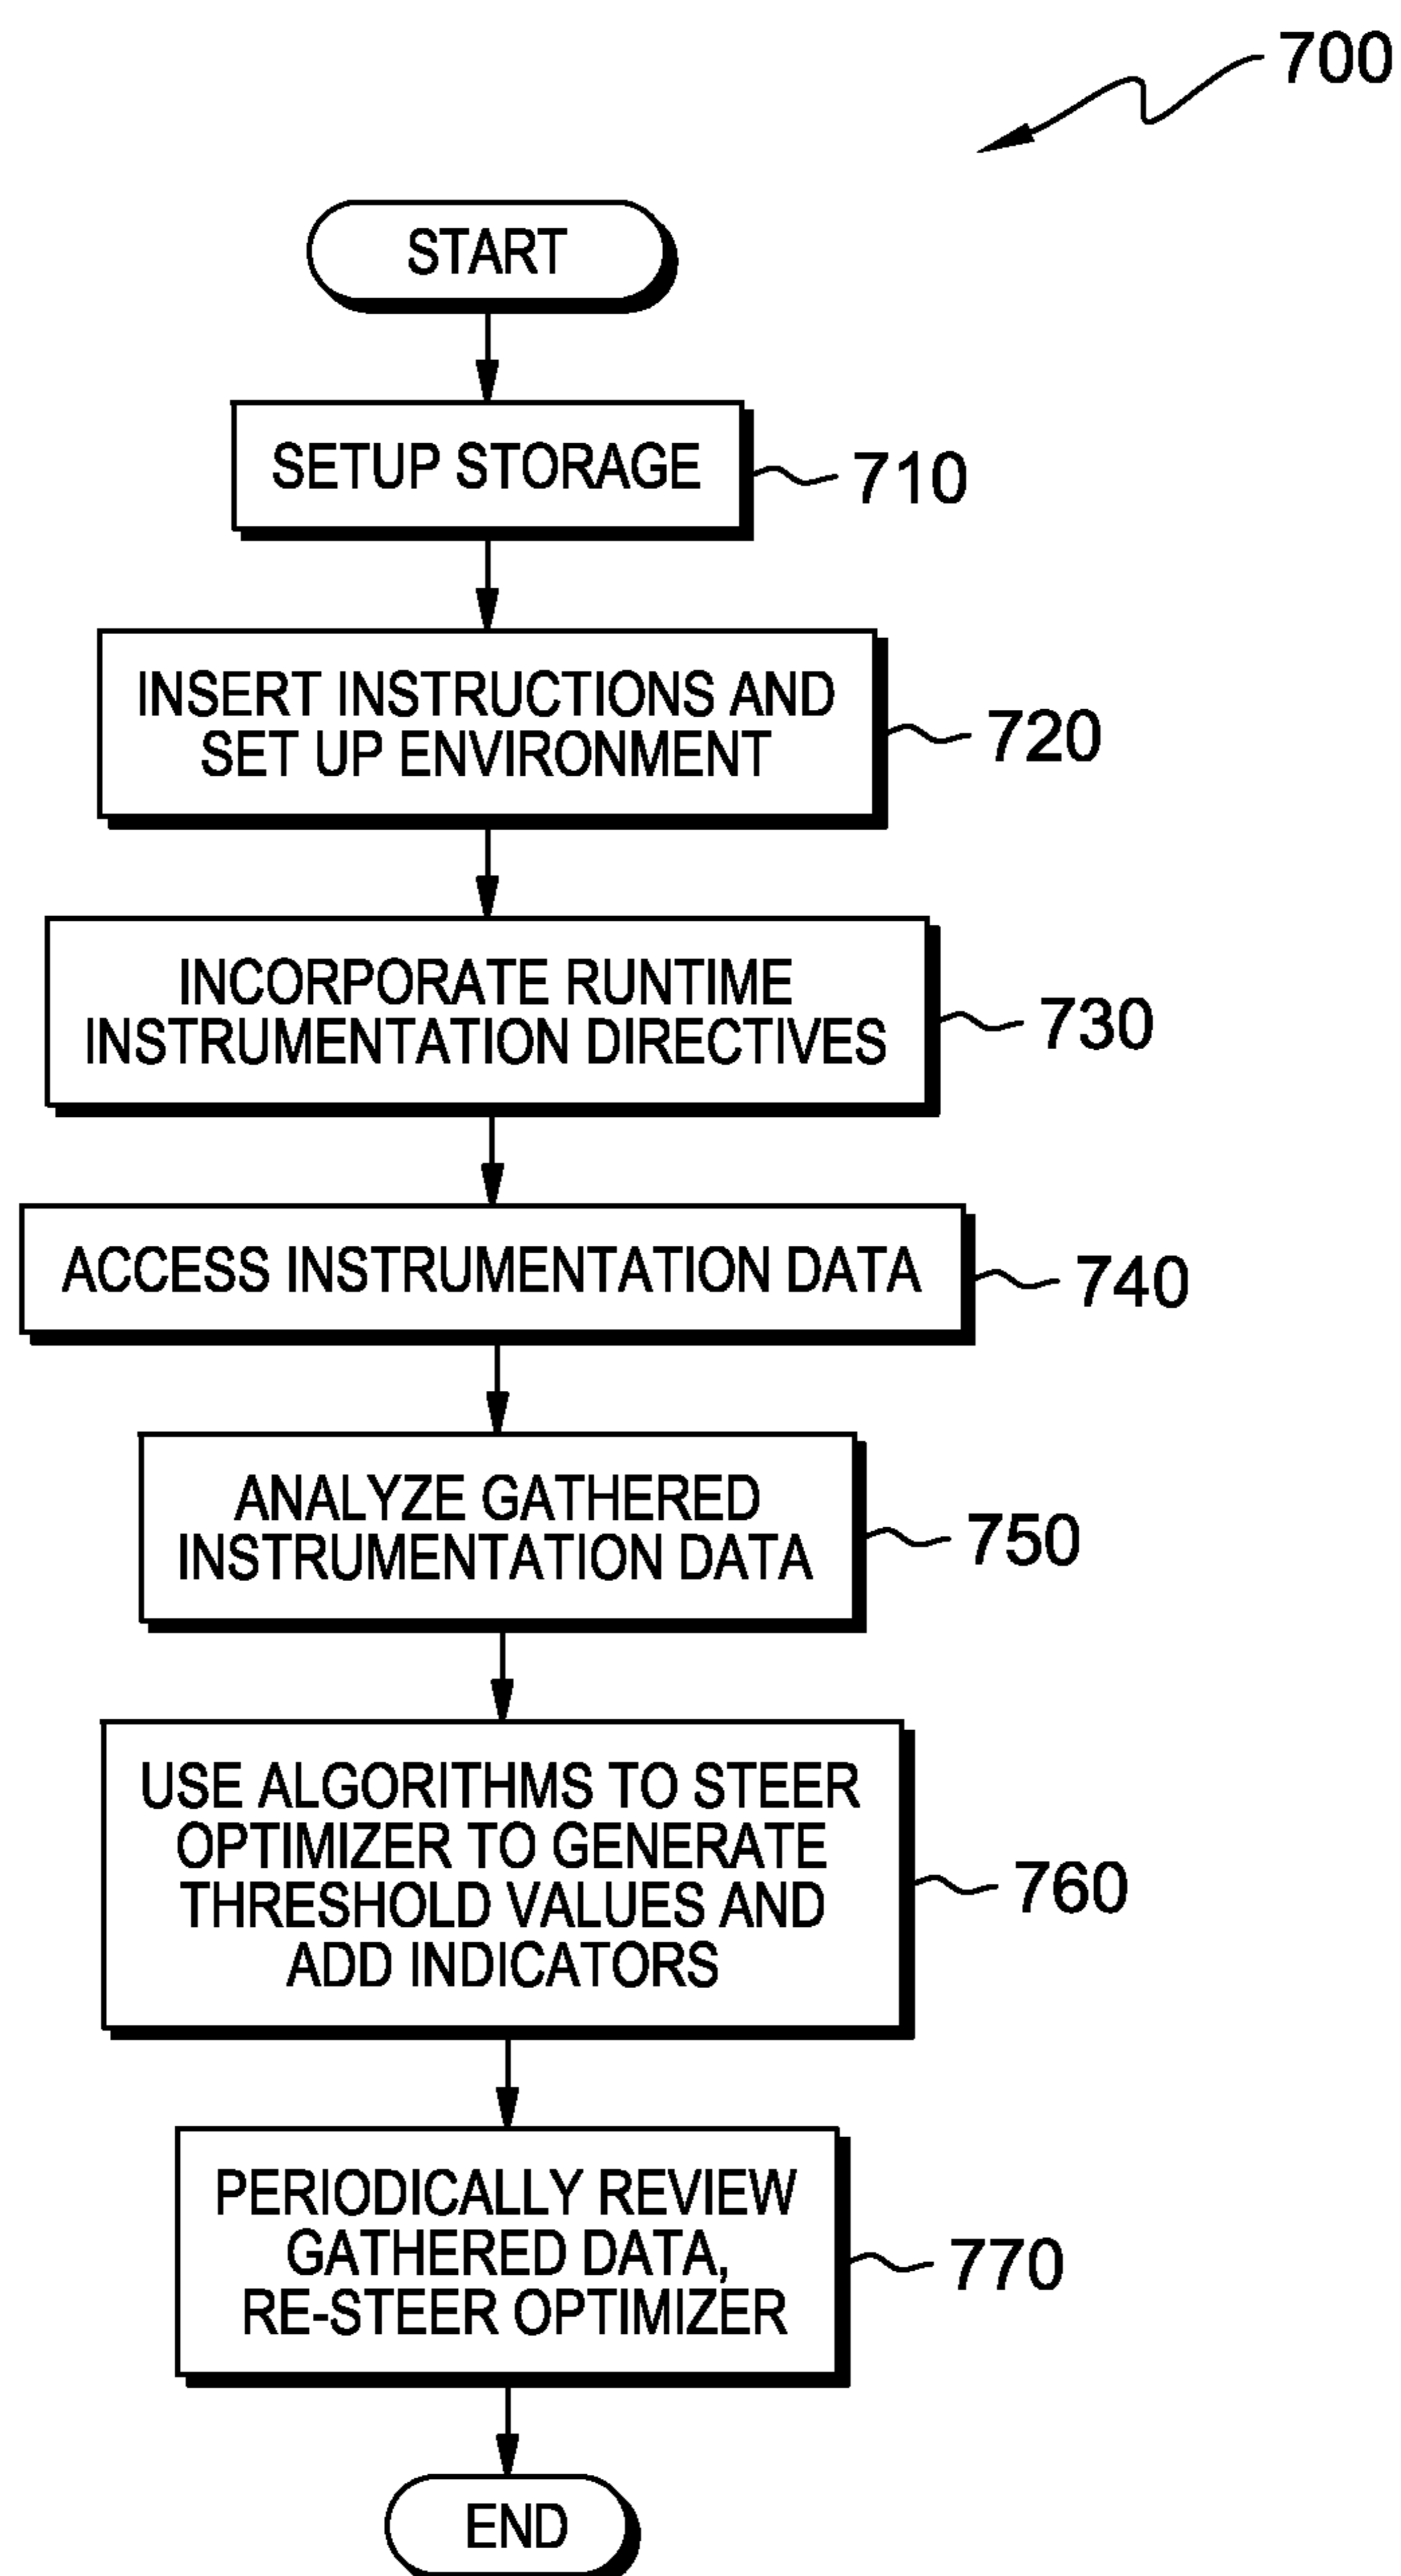 700
START
SETUP STORAGE
710
INSERT INSTRUCTIONS AND
SET UP ENVIRONMENT
720
INCORPORATE RUNTIME
INSTRUMENTATION DIRECTIVES
730
ACCESS INSTRUMENTATION DATA
740
ANALYZE GATHERED
INSTRUMENTATION DATA
750
USE ALGORITHMS TO STEER
OPTIMIZER TO GENERATE
THRESHOLD VALUES AND
ADD INDICATORS
760
PERIODICALLY REVIEW
GATHERED DATA,
RE-STEER OPTIMIZER
770
END